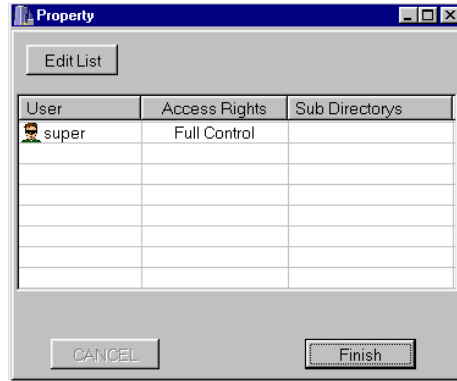 Property
Edit List
User Access Rights Sub Directorys
super Full Control
CANCEL Finish